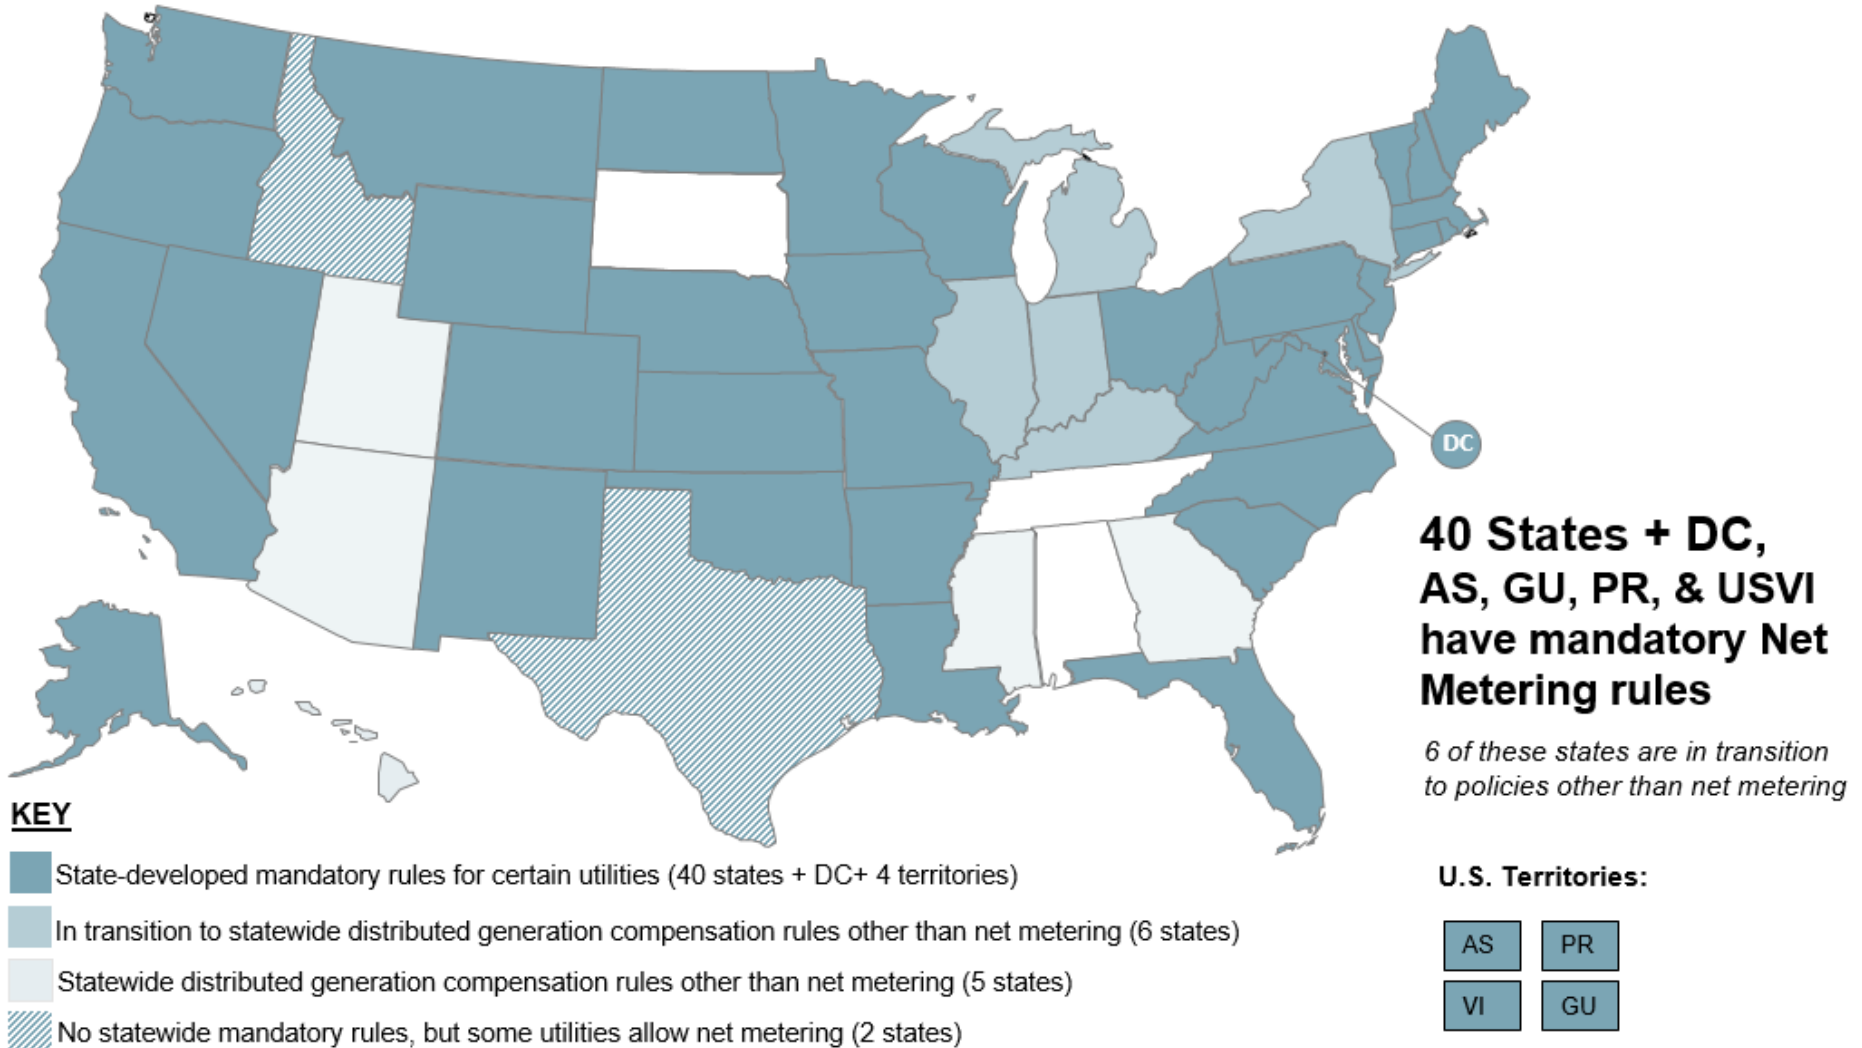 DC
40 States + DC,
AS, GU, PR, & USVI
have mandatory Net
Metering rules
6 of these states are in transition
to policies other than net metering
KEY
State-developed mandatory rules for certain utilities (40 states + DC+ 4 territories)
In transition to statewide distributed generation compensation rules other than net metering (6 states)
Statewide distributed generation compensation rules other than net metering (5 states)
No statewide mandatory rules, but some utilities allow net metering (2 states)
U.S. Territories:
AS PR
VI GU